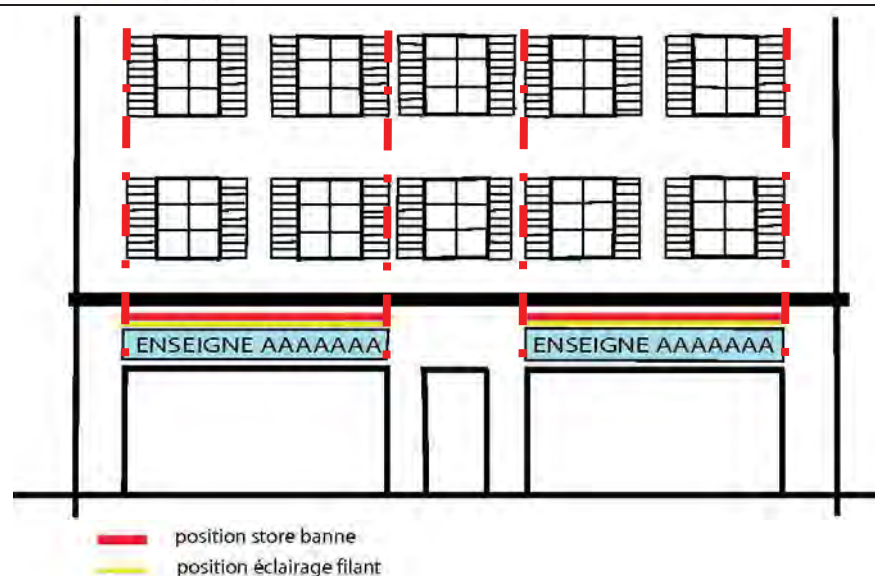 ENSEIGNE AAAAAAA ENSEIGNE AAAAAAA
position store banne
position éclairage filant